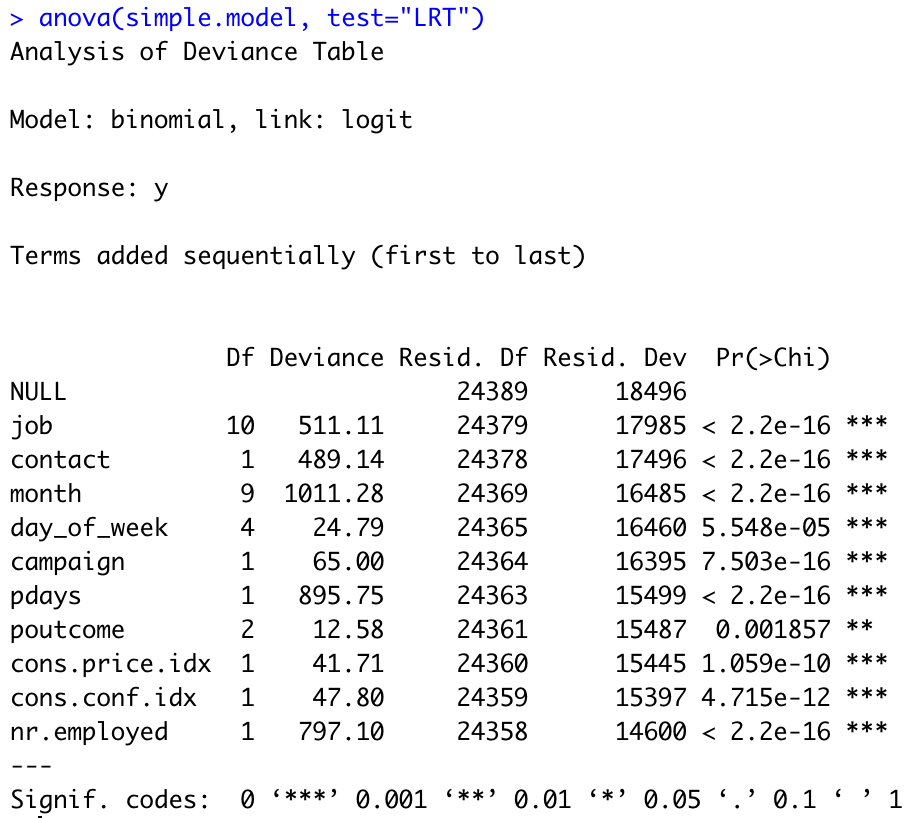 > anova(simple.model, test="LRT")
Analysis of Deviance Table
Model: binomial, link: logit
Response: y
Terms added sequentially (first to last)
Df Deviance Resid. Df Resid. Dev  Pr(>Chi)
NULL                           24389      18496
job           10   511.11     24379      17985 < 2.2e-16 ***
contact        1   489.14     24378      17496 < 2.2e-16 ***
month          9  1011.28     24369      16485 < 2.2e-16 ***
day_of_week    4    24.79     24365      16460 5.548e-05 ***
campaign       1    65.00     24364      16395 7.503e-16 ***
pdays          1   895.75     24363      15499 < 2.2e-16 ***
poutcome       2    12.58     24361      15487  0.001857 **
cons.price.idx 1    41.71     24360      15445 1.059e-10 ***
cons.conf.idx  1    47.80     24359      15397 4.715e-12 ***
nr.employed    1   797.10     24358      14600 < 2.2e-16 ***
---
Signif. codes:  0 ‘***’ 0.001 ‘**’ 0.01 ‘*’ 0.05 ‘.’ 0.1 ‘ ’ 1